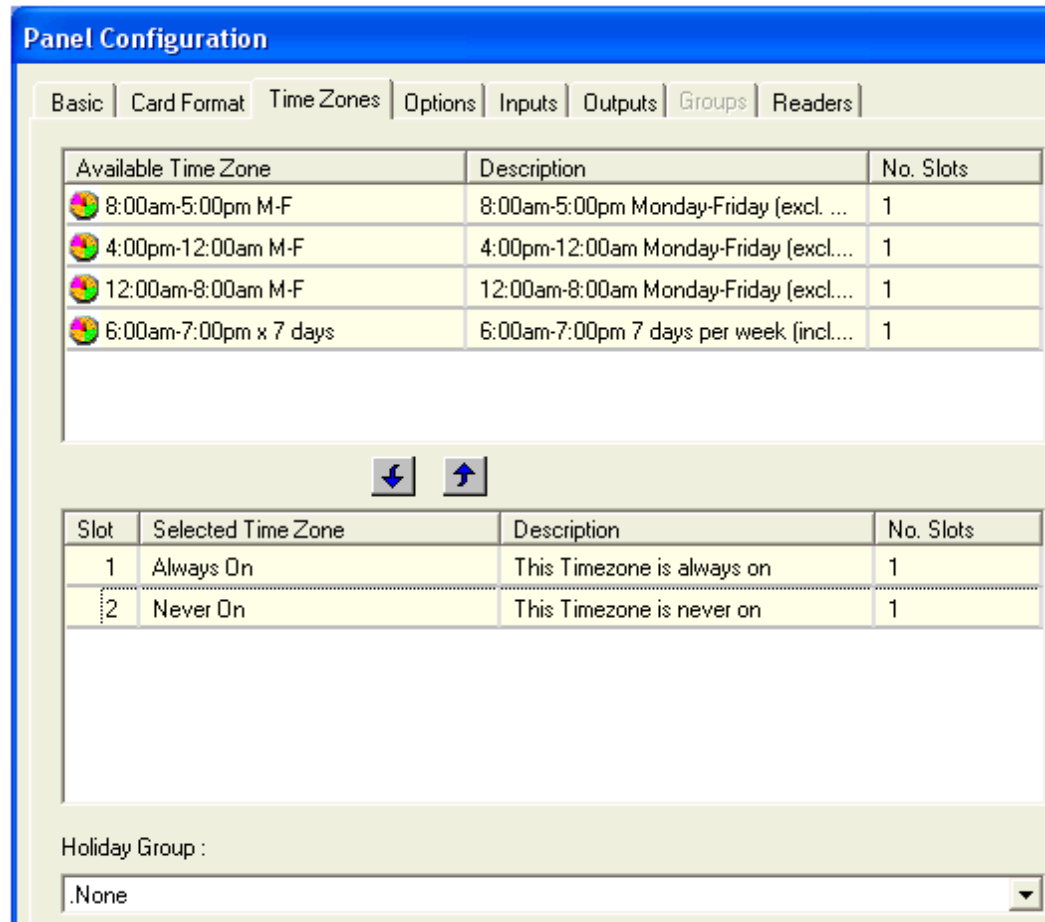 Panel Configuration
Basic Card Format Time Zones Options Inputs Outputs Groups Readers
Available Time Zone Description No. Slots
8:00am-5:00pm M-F 8:00am-5:00pm Monday-Friday (excl. ... 1
4:00pm-12:00am M-F 4:00pm-12:00am Monday-Friday (excl.... 1
12:00am-8:00am M-F 12:00am-8:00am Monday-Friday (excl.... 1
6:00am-7:00pm x 7 days 6:00am-7:00pm 7 days per week (incl.... 1
Slot Selected Time Zone Description No. Slots
1 Always On This Timezone is always on 1
2 Never On This Timezone is never on 1
Holiday Group :
.None